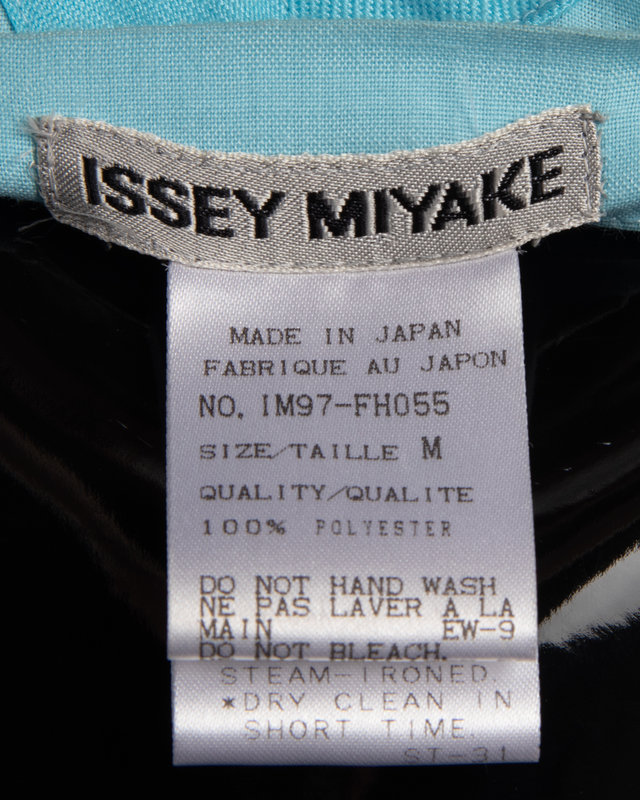 ISSEY MIYAKE
MADE IN JAPAN
FABRIQUE AU JAPON
NO. IM97-FH055
SIZE/TAILLE M
QUALITY/QUALITE
100% POLYESTER
DO NOT HAND WASH
NE PAS LAVER A LA
MAIN EW-9
DO NOT BLEACH.
STEAM-IRONED.
*DRY CLEAN IN
SHORT TIME.
ST-31